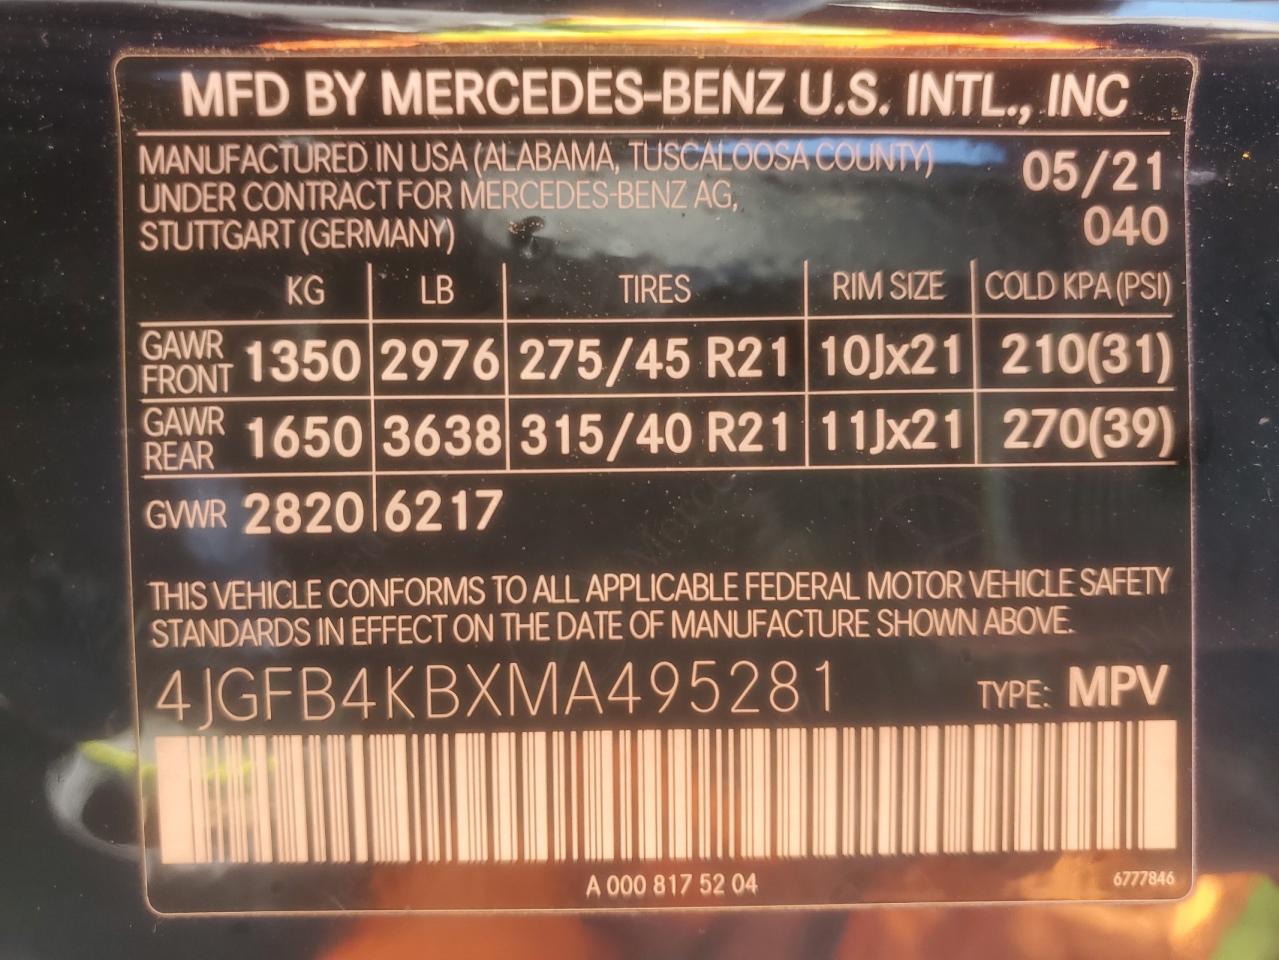 MFD BY MERCEDES-BENZ U.S. INTL., INC
MANUFACTURED IN USA (ALABAMA, TUSCALOOSA COUNTY) 05/21
UNDER CONTRACT FOR MERCEDES-BENZ AG, 040
STUTTGART (GERMANY)
KG LB TIRES RIM SIZE COLD KPA (PSI)
GAWR FRONT 1350 2976 275/45 R21 10Jx21 210(31)
GAWR REAR 1650 3638 315/40 R21 11Jx21 270(39)
GVWR 2820 6217
THIS VEHICLE CONFORMS TO ALL APPLICABLE FEDERAL MOTOR VEHICLE SAFETY
STANDARDS IN EFFECT ON THE DATE OF MANUFACTURE SHOWN ABOVE.
4JGFB4KBXMA495281 TYPE: MPV
A 000 817 52 04 6777846